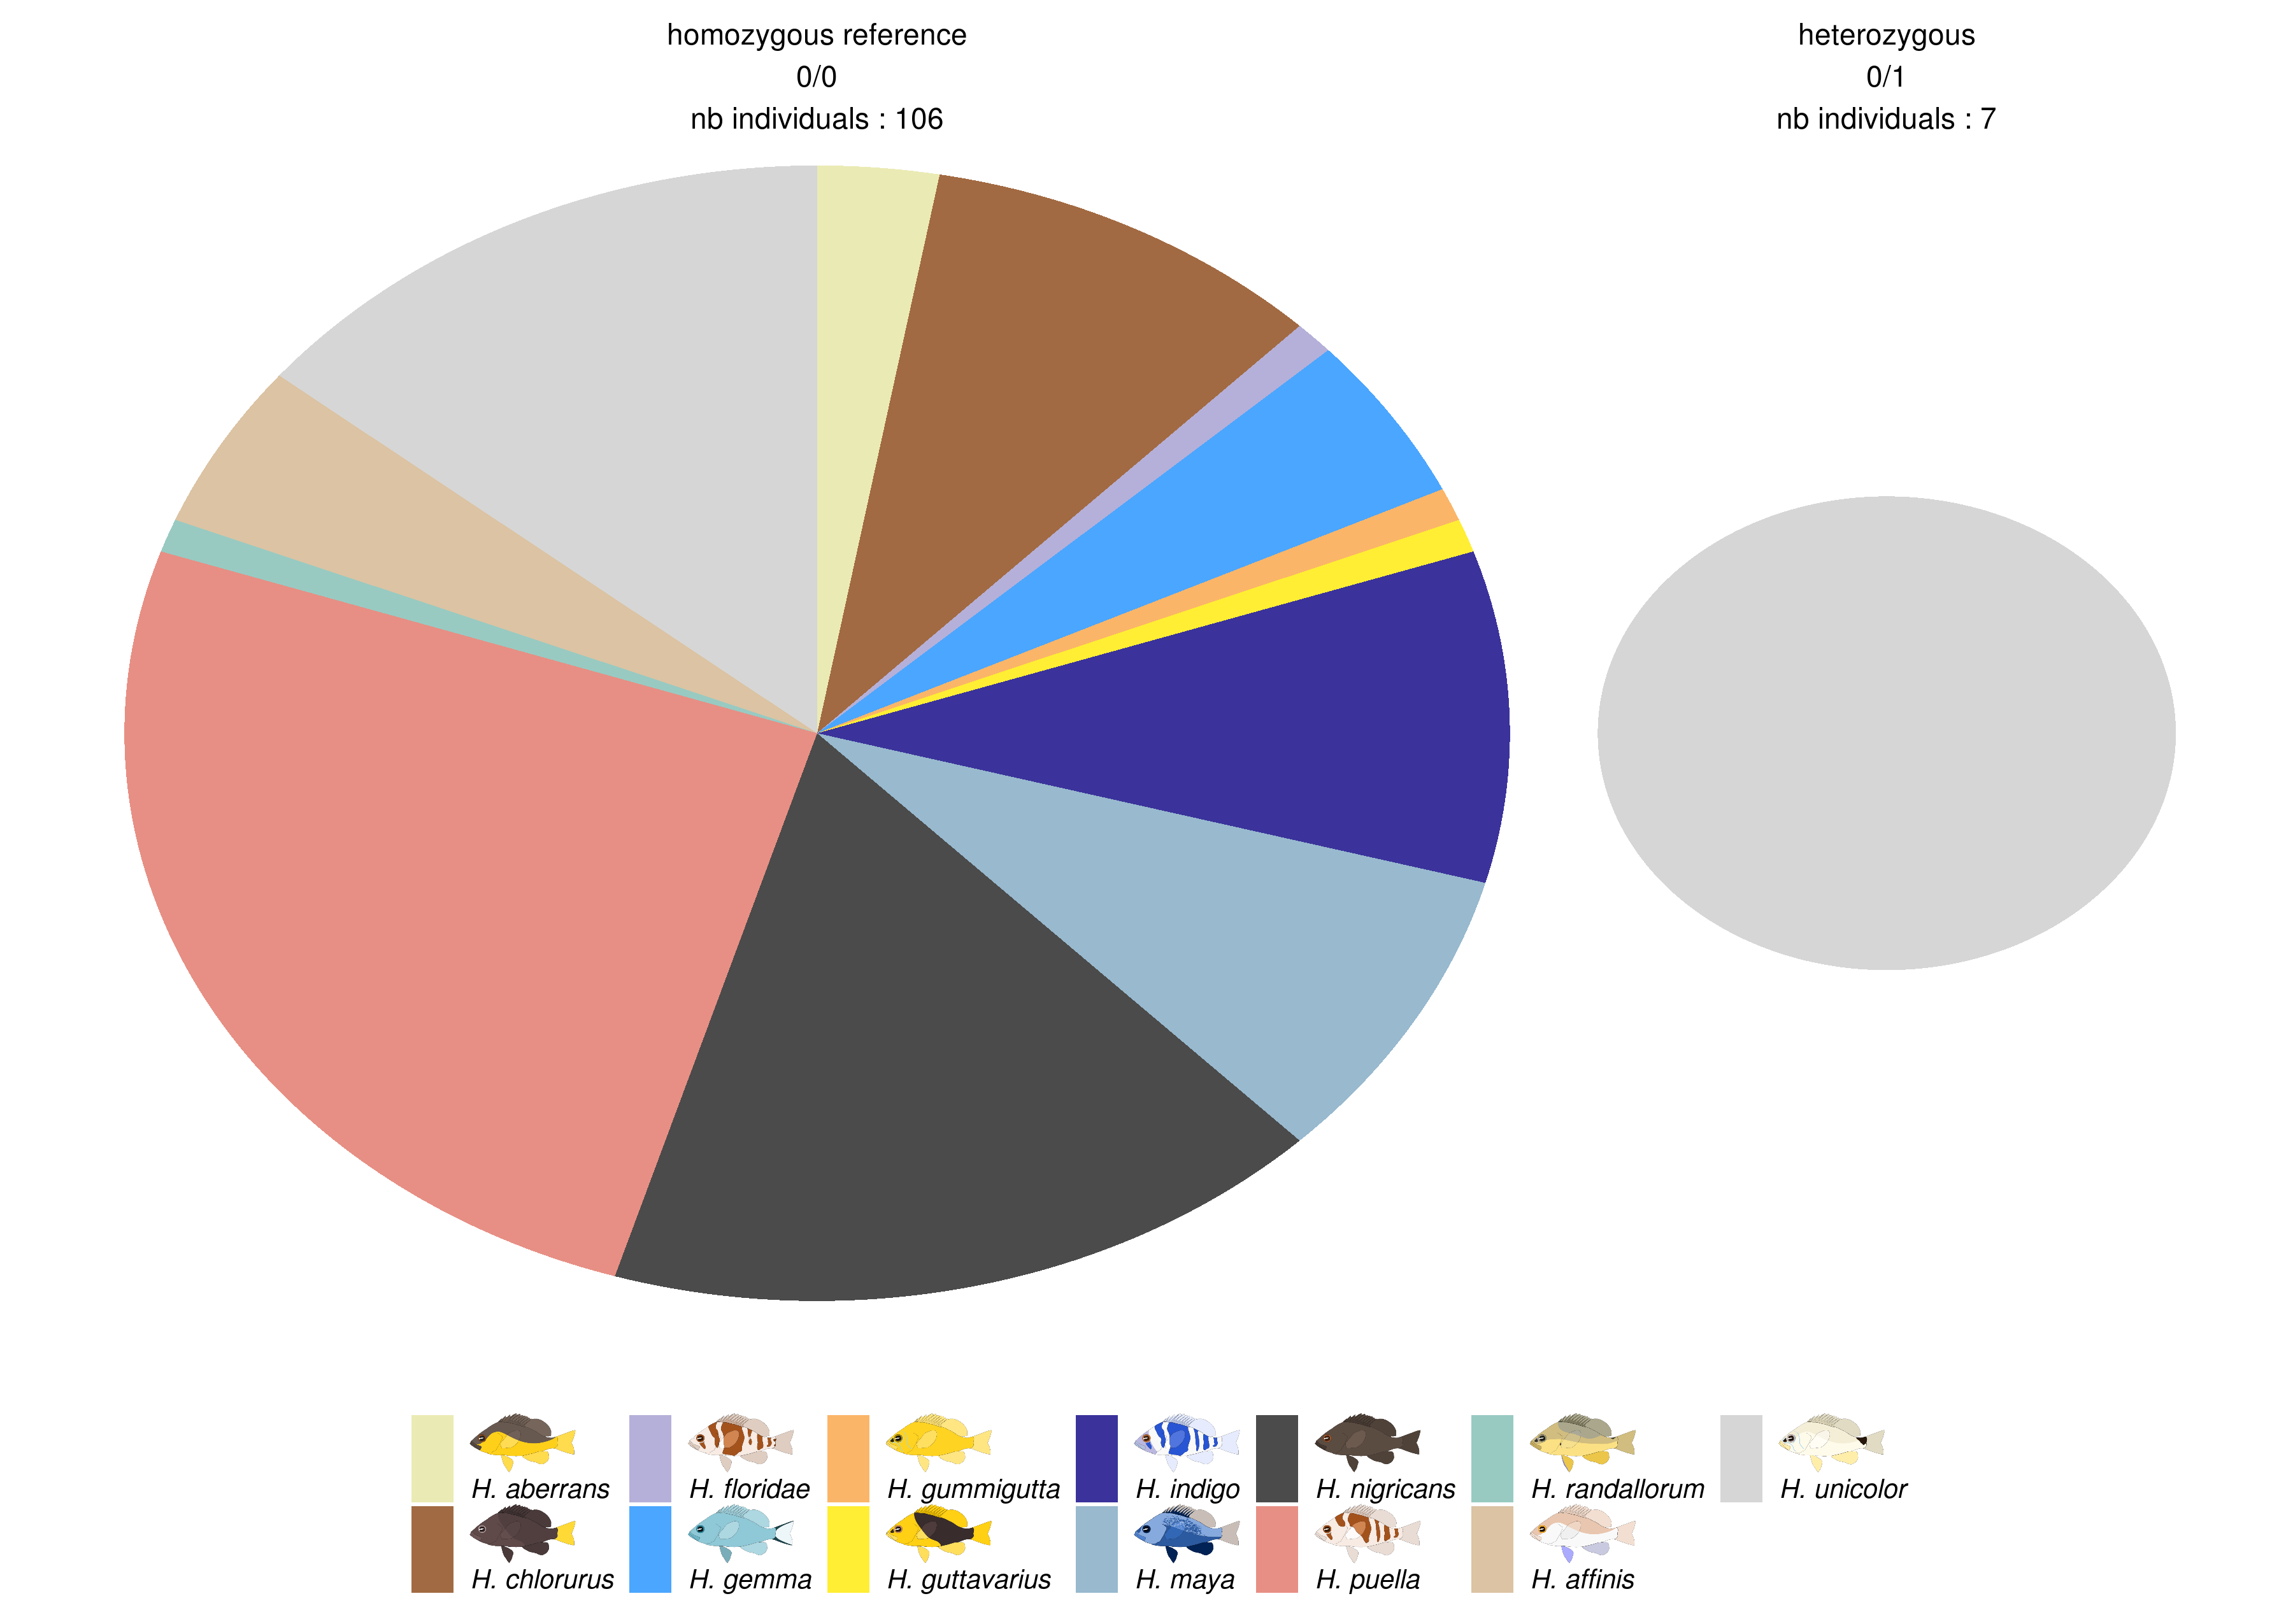 homozygous reference
0/0
nb individuals : 106
heterozygous
0/1
nb individuals : 7
H. aberrans
H. floridae
H. gummigutta
H. indigo
H. nigricans
H. randallorum
H. unicolor
H. chlorurus
H. gemma
H. guttavarius
H. maya
H. puella
H. affinis